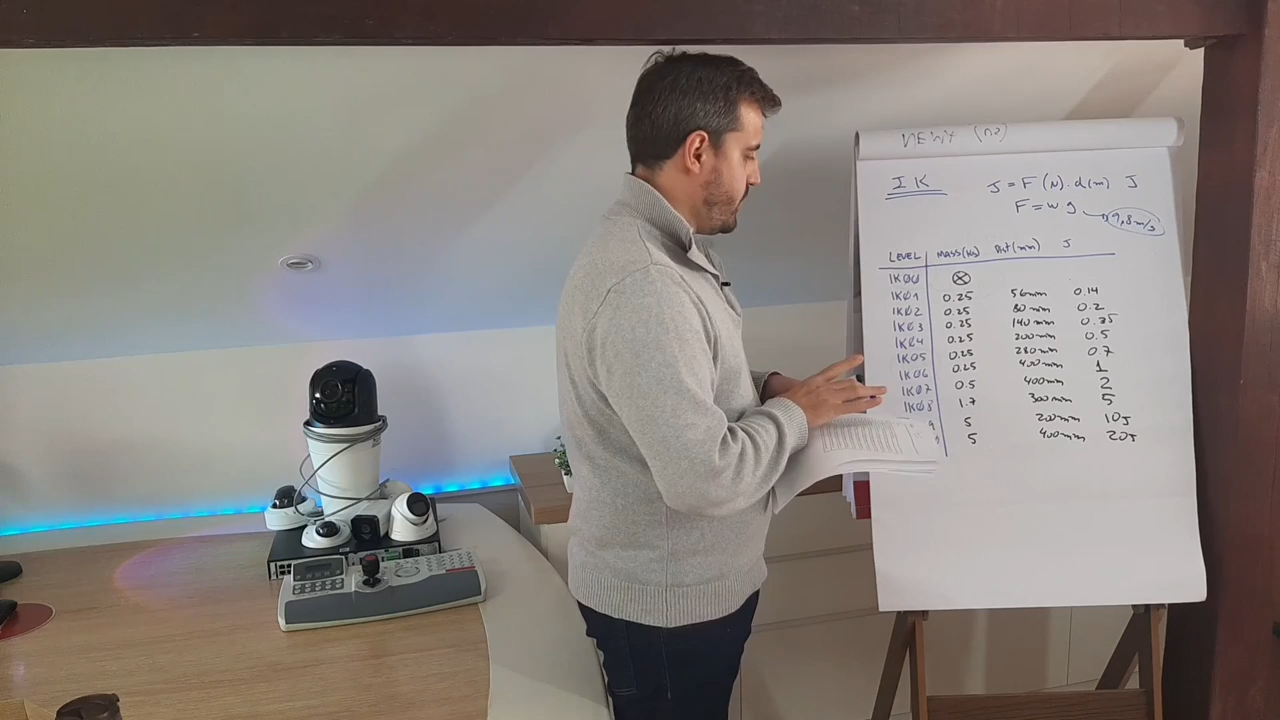 IK
J = F (N) . d(m) J
F = w g → 9,8 m/s
LEVEL MASS(KG) DIST(mm) J
IK00 ⊗
IK01 0.25 56mm 0.14
IK02 0.25 80mm 0.2
IK03 0.25 140mm 0.35
IK04 0.25 200mm 0.5
IK05 0.25 280mm 0.7
IK06 0.25 400mm 1
IK07 0.5 400mm 2
IK08 1.7 300mm 5
9 5 200mm 10J
5 400mm 20J